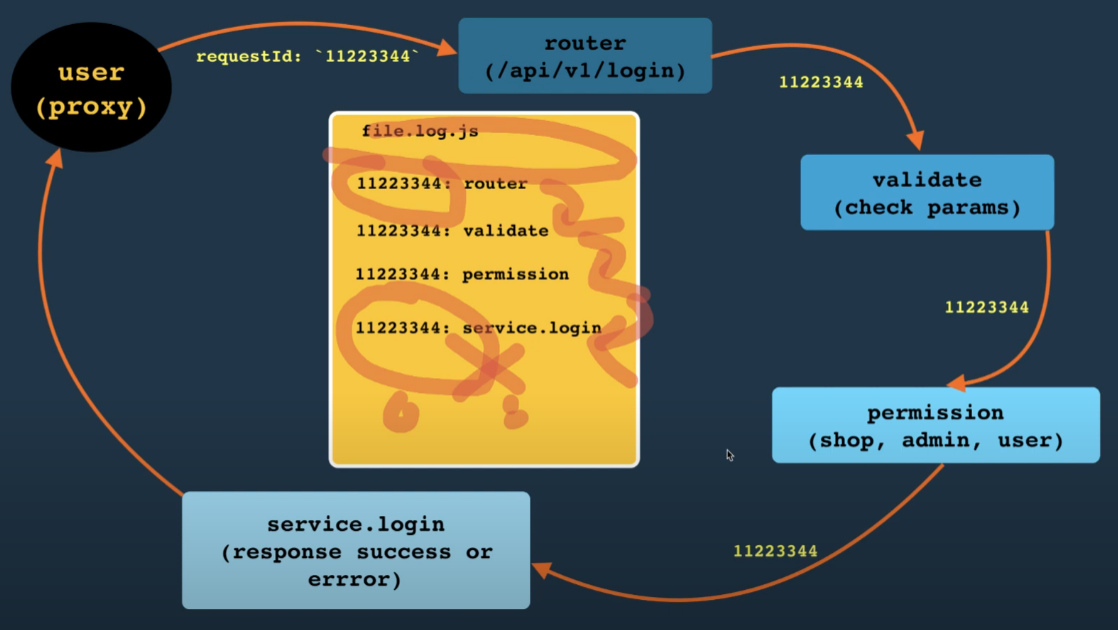 user
(proxy)
requestId: `11223344`
router
(/api/v1/login)
11223344
validate
(check params)
11223344
permission
(shop, admin, user)
11223344
service.login
(response success or
errror)
file.log.js
11223344: router
11223344: validate
11223344: permission
11223344: service.login